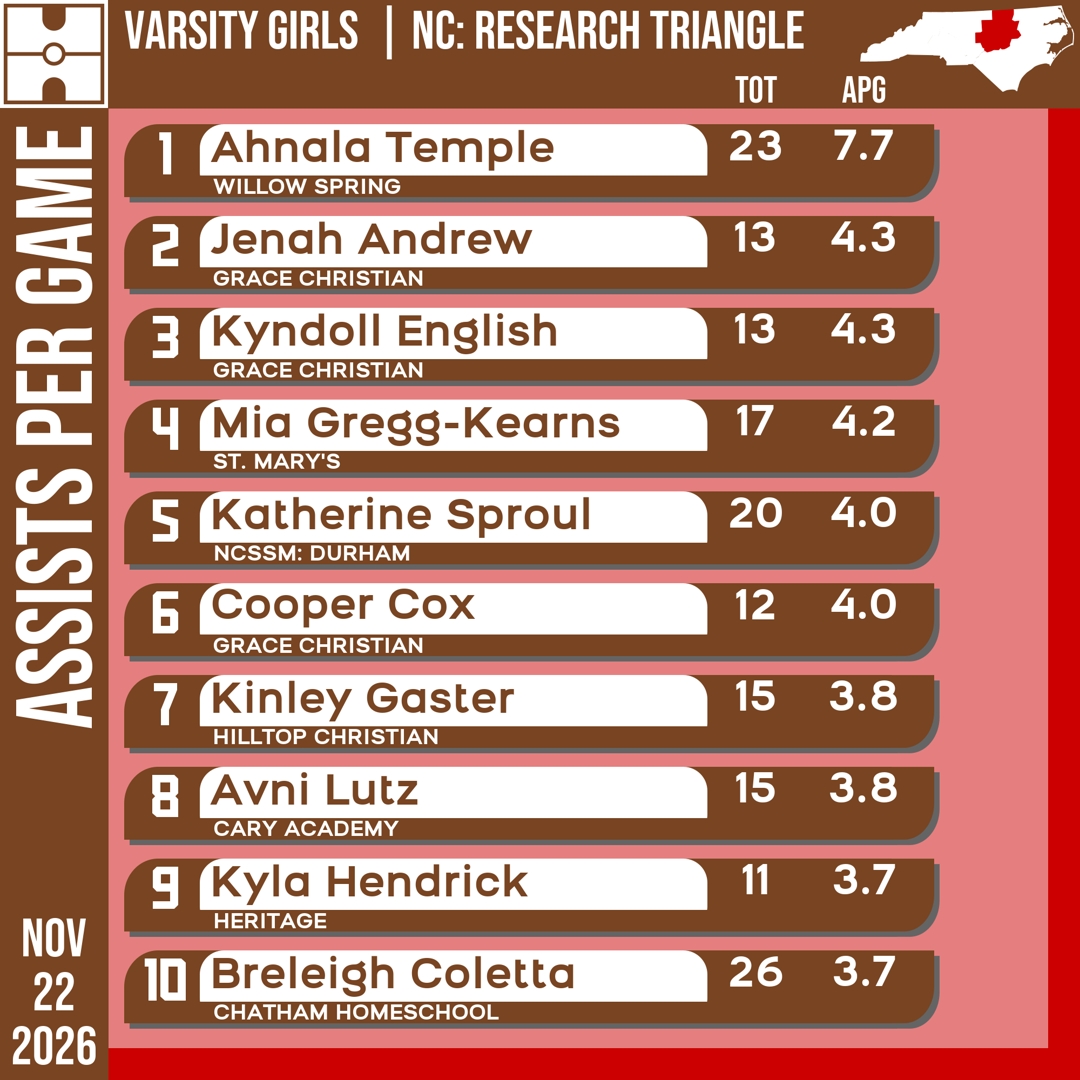 VARSITY GIRLS | NC: RESEARCH TRIANGLE
TOT APG
ASSISTS PER GAME
1 Ahnala Temple 23 7.7
WILLOW SPRING
2 Jenah Andrew 13 4.3
GRACE CHRISTIAN
3 Kyndoll English 13 4.3
GRACE CHRISTIAN
4 Mia Gregg-Kearns 17 4.2
ST. MARY'S
5 Katherine Sproul 20 4.0
NCSSM: DURHAM
6 Cooper Cox 12 4.0
GRACE CHRISTIAN
7 Kinley Gaster 15 3.8
HILLTOP CHRISTIAN
8 Avni Lutz 15 3.8
CARY ACADEMY
9 Kyla Hendrick 11 3.7
HERITAGE
10 Breleigh Coletta 26 3.7
CHATHAM HOMESCHOOL
NOV
22
2026